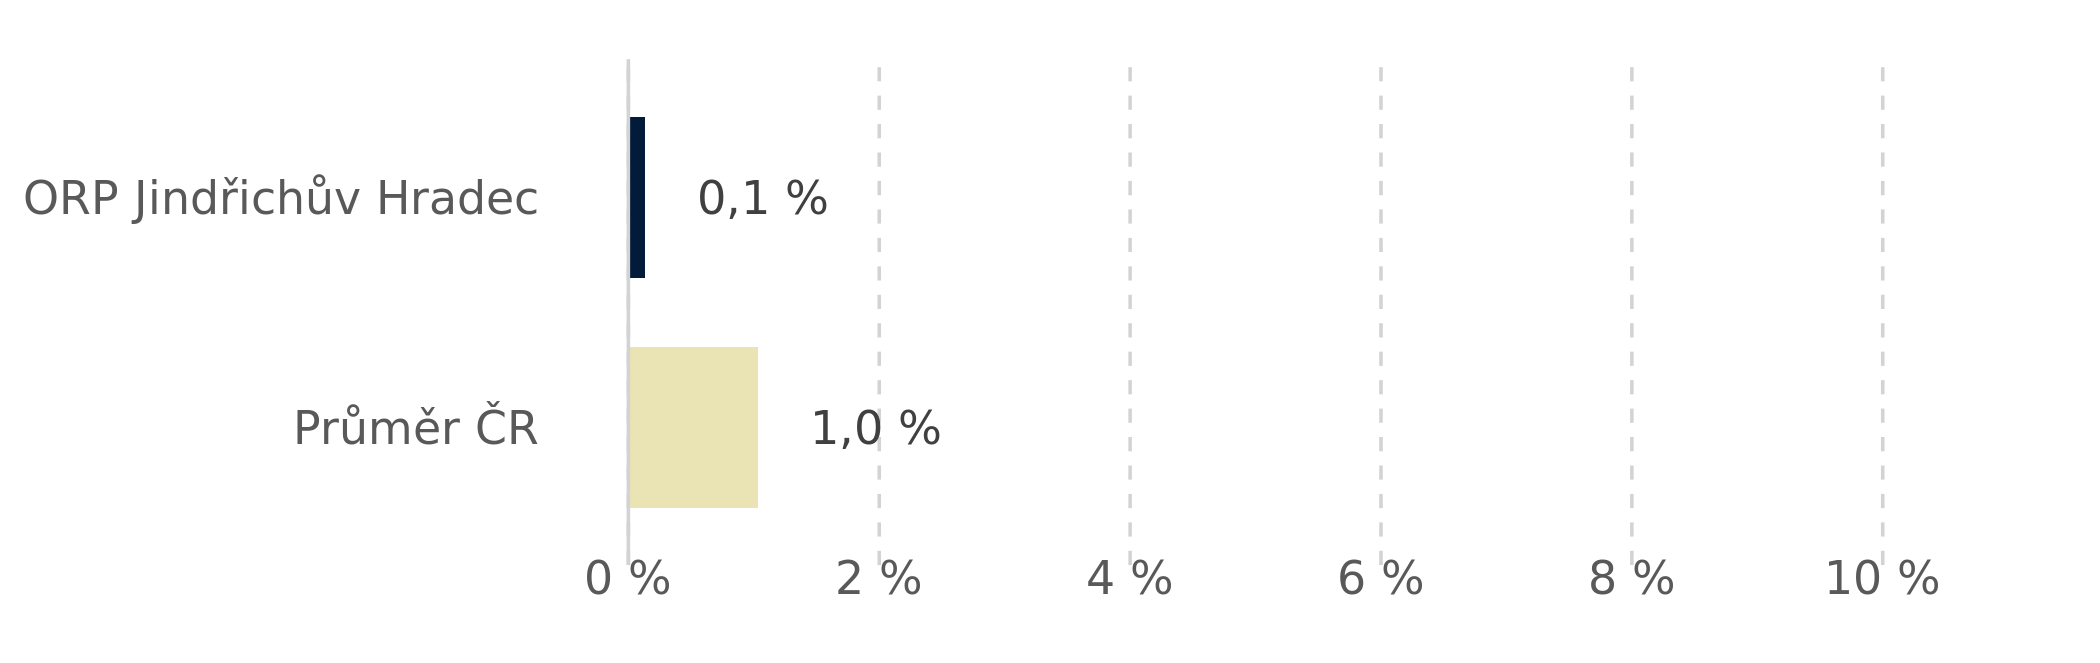 ORP Jindřichův Hradec 0,1 %
Průměr ČR 1,0 %
0 % 2 % 4 % 6 % 8 % 10 %